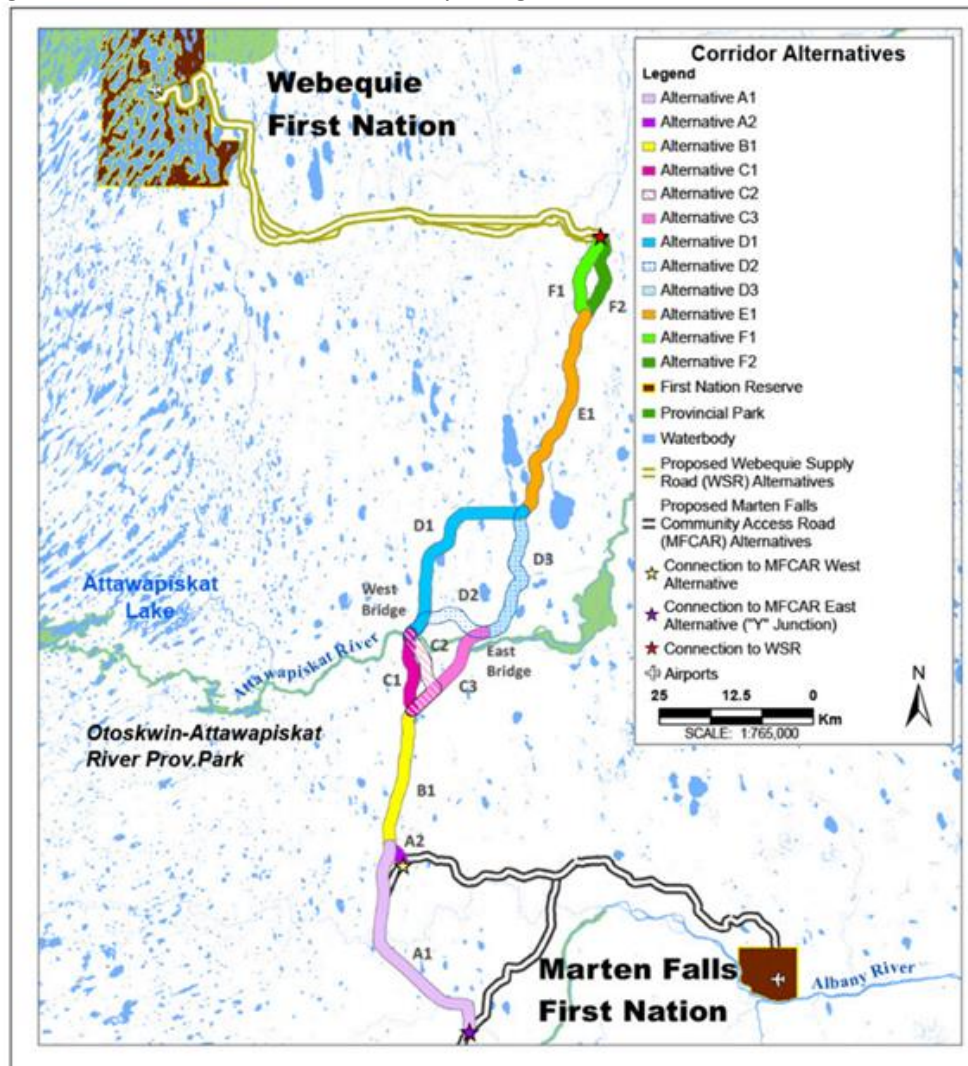 Webequie
First Nation
Corridor Alternatives
Legend
Alternative A1
Alternative A2
Alternative B1
Alternative C1
Alternative C2
Alternative C3
Alternative D1
Alternative D2
Alternative D3
Alternative E1
Alternative F1
Alternative F2
First Nation Reserve
Provincial Park
Waterbody
Proposed Webequie Supply
Road (WSR) Alternatives
Proposed Marten Falls
Community Access Road
(MFCAR) Alternatives
Connection to MFCAR West
Alternative
Connection to MFCAR East
Alternative ("Y" Junction)
Connection to WSR
Airports
N
25 12.5 0
Km
SCALE: 1:765,000
F1
F2
E1
D1
D3
D2
West
Bridge
Attawapiskat
Lake
Attawapiskat River
C2
East
Bridge
C1
C3
Otoskwin-Attawapiskat
River Prov.Park
B1
A2
A1
Marten Falls
First Nation
Albany River